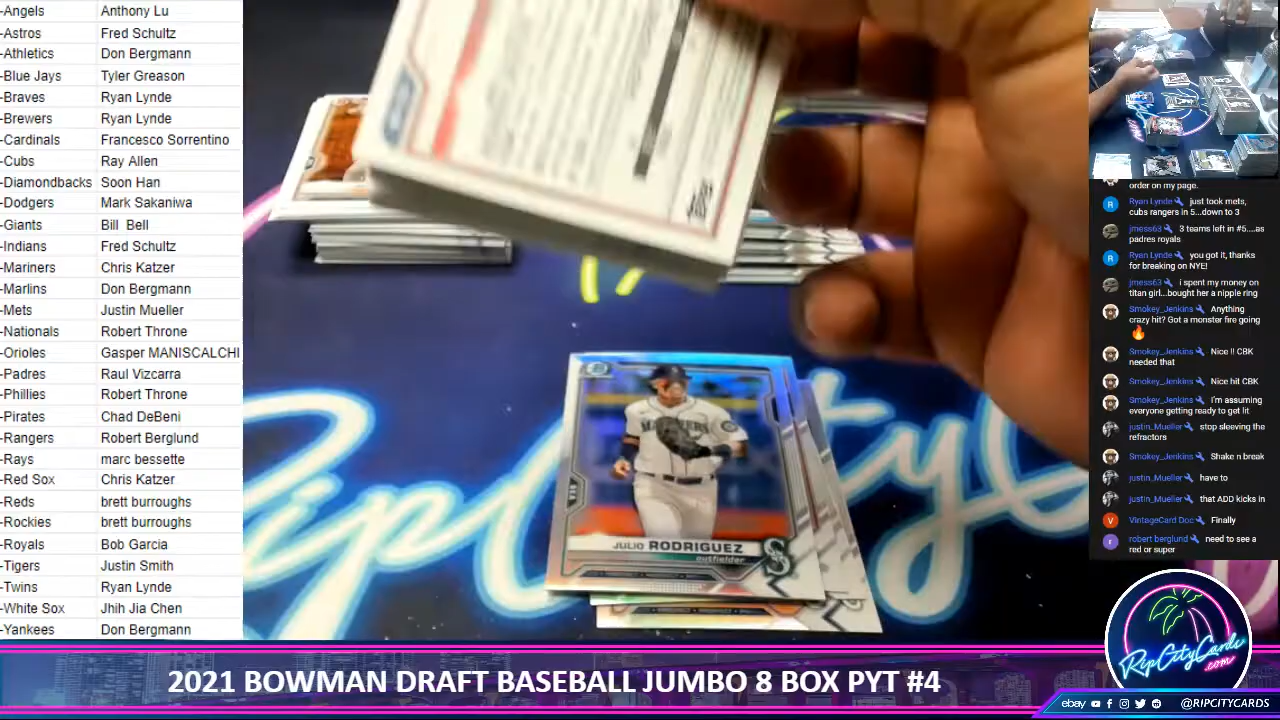 -Angels Anthony Lu
-Astros Fred Schultz
-Athletics Don Bergmann
-Blue Jays Tyler Greason
-Braves Ryan Lynde
-Brewers Ryan Lynde
-Cardinals Francesco Sorrentino
-Cubs Ray Allen
-Diamondbacks Soon Han
-Dodgers Mark Sakaniwa
-Giants Bill Bell
-Indians Fred Schultz
-Mariners Chris Katzer
-Marlins Don Bergmann
-Mets Justin Mueller
-Nationals Robert Throne
-Orioles Gasper MANISCALCHI
-Padres Raul Vizcarra
-Phillies Robert Throne
-Pirates Chad DeBeni
-Rangers Robert Berglund
-Rays marc bessette
-Red Sox Chris Katzer
-Reds brett burroughs
-Rockies brett burroughs
-Royals Bob Garcia
-Tigers Justin Smith
-Twins Ryan Lynde
-White Sox Jhih Jia Chen
-Yankees Don Bergmann
JULIO RODRIGUEZ
outfielder
order on my page.
Ryan Lynde just took mets,
cubs rangers in 5...down to 3
jmess63 3 teams left in #5....as
padres royals
Ryan Lynde you got it, thanks
for breaking on NYE!
jmess63 i spent my money on
titan girl...bought her a nipple ring
Smokey_Jenkins Anything
crazy hit? Got a monster fire going
🔥
Smokey_Jenkins Nice !! CBK
needed that
Smokey_Jenkins Nice hit CBK
Smokey_Jenkins I'm assuming
everyone getting ready to get lit
justin_Mueller stop sleeving the
refractors
Smokey_Jenkins Shake n break
justin_Mueller have to
justin_Mueller that ADD kicks in
VintageCard Doc Finally
robert berglund need to see a
red or super
RipCityCards
.com
2021 BOWMAN DRAFT BASEBALL JUMBO 8 BOX PYT #4
ebay @RIPCITYCARDS